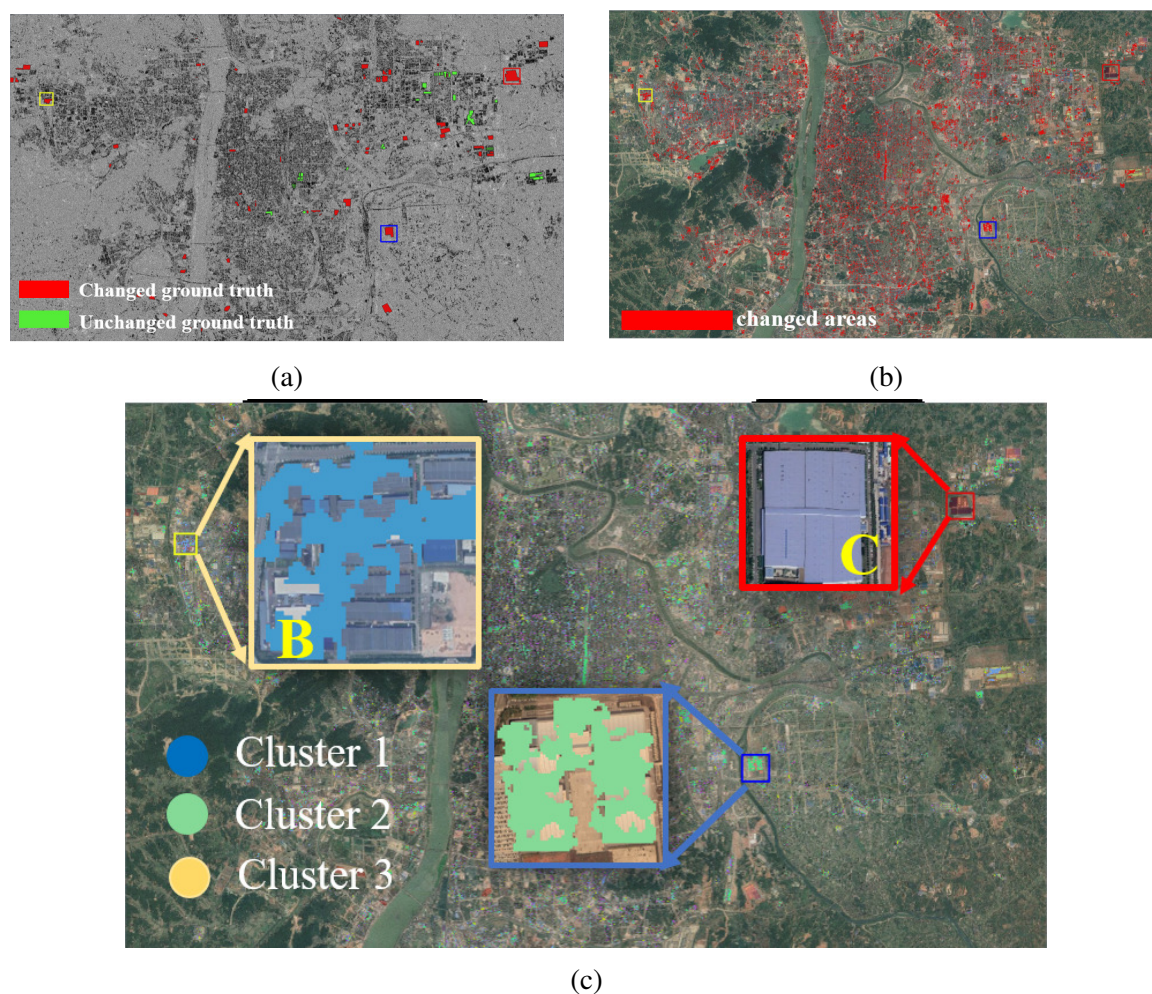 Changed ground truth
Unchanged ground truth
changed areas
(a)
(b)
B
C
Cluster 1
Cluster 2
Cluster 3
(c)